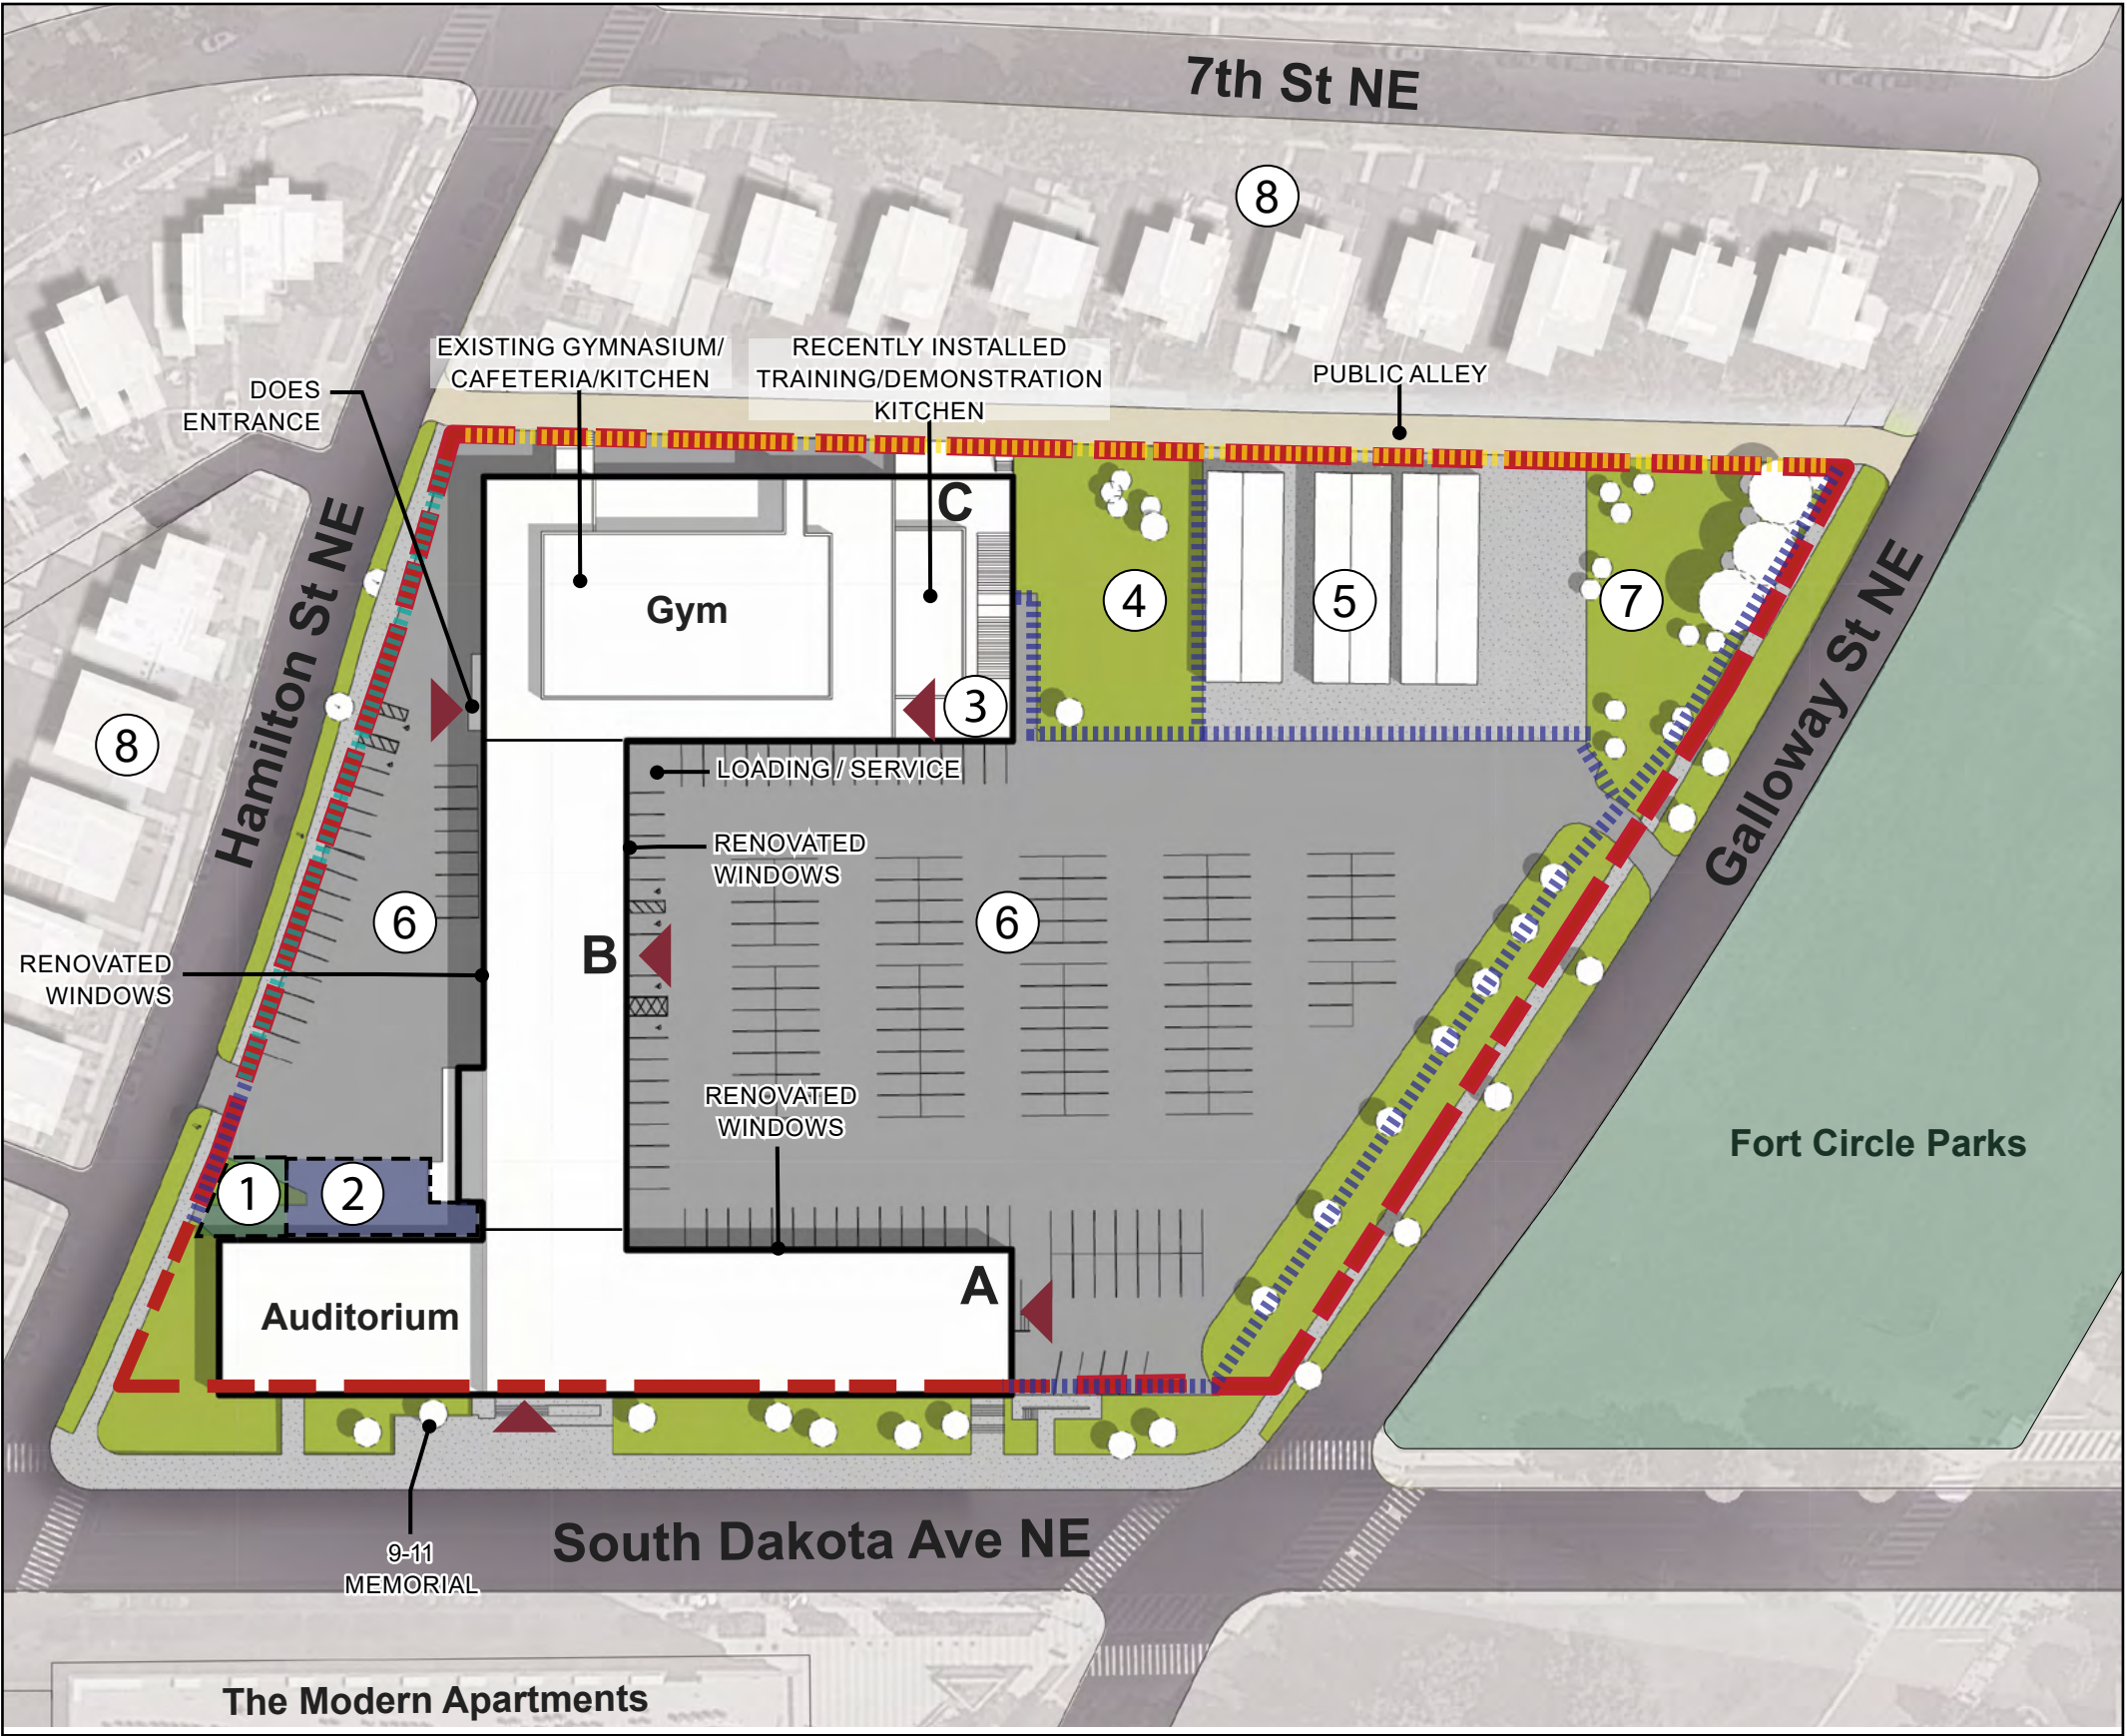 7th St NE
8
EXISTING GYMNASIUM/
CAFETERIA/KITCHEN
RECENTLY INSTALLED
TRAINING/DEMONSTRATION
KITCHEN
PUBLIC ALLEY
DOES
ENTRANCE
C
Hamilton St NE
Gym
4
5
7
Galloway St NE
3
8
LOADING / SERVICE
RENOVATED
WINDOWS
6
B
6
RENOVATED
WINDOWS
RENOVATED
WINDOWS
Fort Circle Parks
1
2
A
Auditorium
South Dakota Ave NE
9-11
MEMORIAL
The Modern Apartments